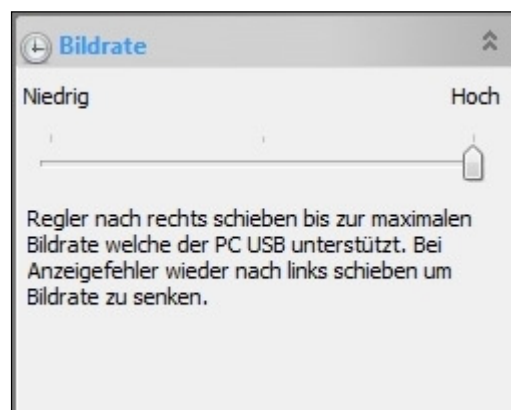 Bildrate
Niedrig Hoch
Regler nach rechts schieben bis zur maximalen
Bildrate welche der PC USB unterstützt. Bei
Anzeigefehler wieder nach links schieben um
Bildrate zu senken.